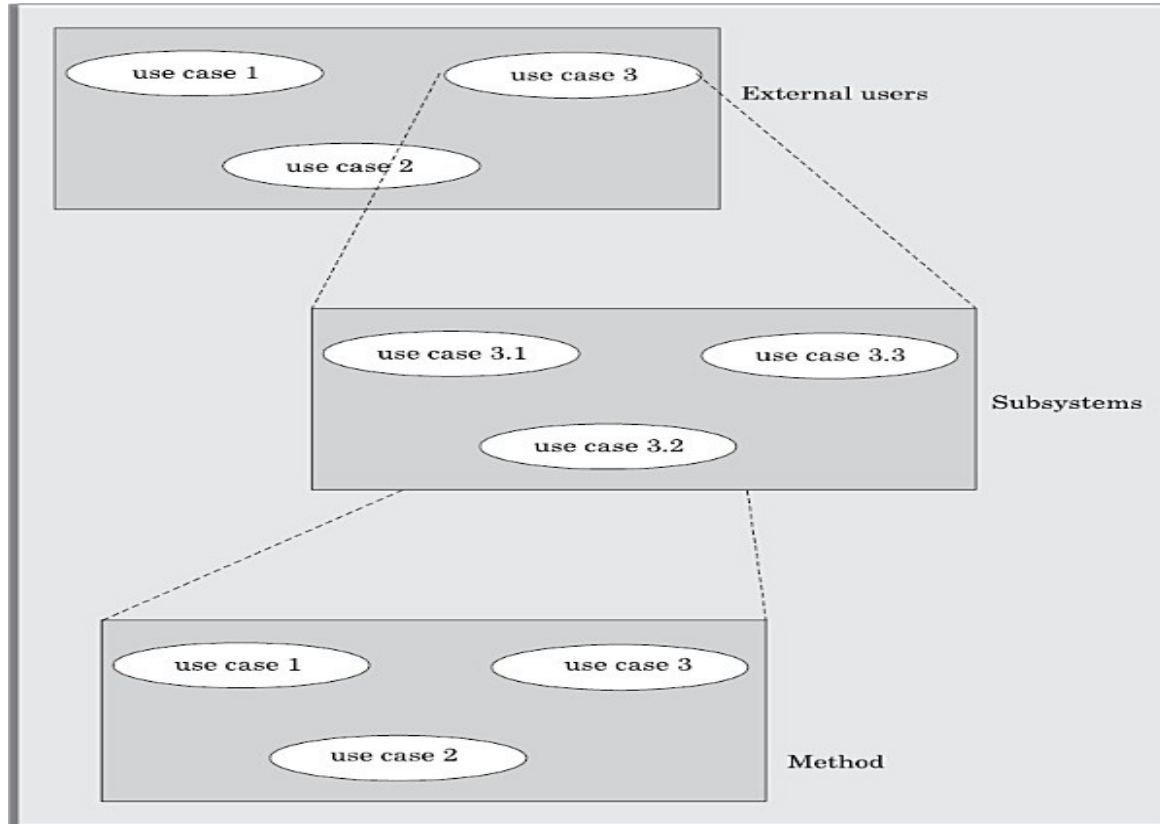 use case 1
use case 3
External users
use case 2
use case 3.1
use case 3.3
Subsystems
use case 3.2
use case 1
use case 3
use case 2
Method